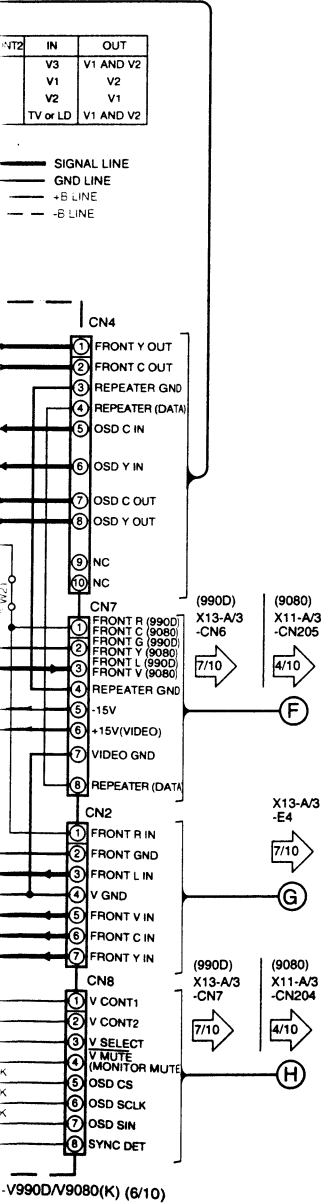 NT2 IN OUT
V3 V1 AND V2
V1 V2
V2 V1
TV or LD V1 AND V2
SIGNAL LINE
GND LINE
+B LINE
-B LINE
CN4
1 FRONT Y OUT
2 FRONT C OUT
3 REPEATER GND
4 REPEATER (DATA)
5 OSD C IN
6 OSD Y IN
7 OSD C OUT
8 OSD Y OUT
9 NC
10 NC
W21
CN7
1 FRONT R (990D)
FRONT C (9080)
2 FRONT G (990D)
FRONT Y (9080)
3 FRONT L (990D)
FRONT V (9080)
4 REPEATER GND
5 -15V
6 +15V(VIDEO)
7 VIDEO GND
8 REPEATER (DATA
(990D)
X13-A/3
-CN6
7/10
(9080)
X11-A/3
-CN205
4/10
F
CN2
1 FRONT R IN
2 FRONT GND
3 FRONT L IN
4 V GND
5 FRONT V IN
6 FRONT C IN
7 FRONT Y IN
X13-A/3
-E4
7/10
G
CN8
1 V CONT1
2 V CONT2
3 V SELECT
4 V MUTE
(MONITOR MUTE
5 OSD CS
6 OSD SCLK
7 OSD SIN
8 SYNC DET
K
K
(990D)
X13-A/3
-CN7
7/10
(9080)
X11-A/3
-CN204
4/10
H
-V990D/V9080(K) (6/10)